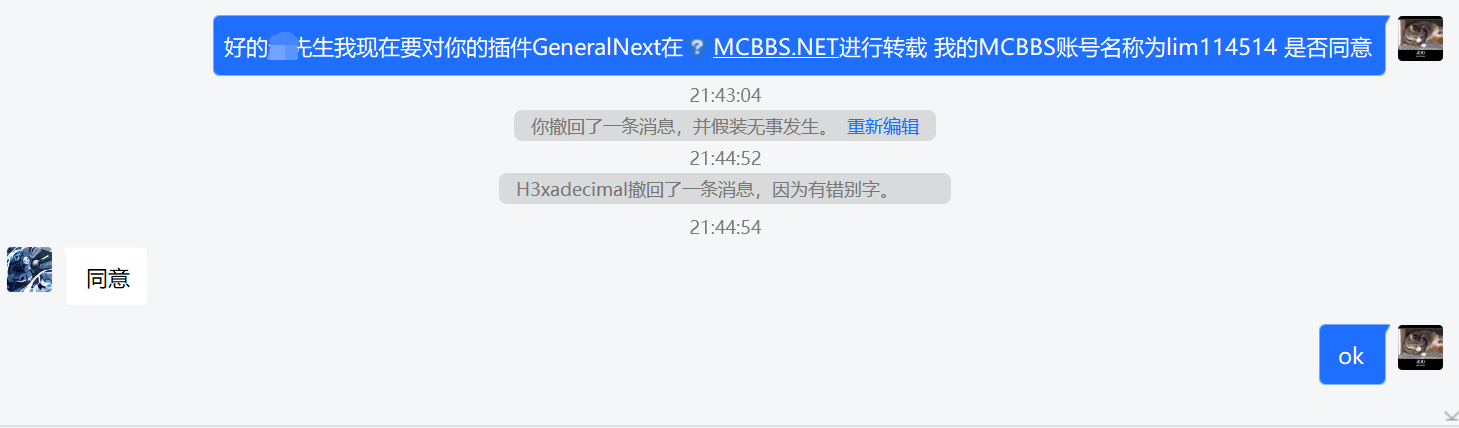 好的先生我现在要对你的插件GeneralNext在 MCBBS.NET进行转载 我的MCBBS账号名称为lim114514 是否同意
21:43:04
你撤回了一条消息，并假装无事发生。 重新编辑
21:44:52
H3xadecimal撤回了一条消息，因为有错别字。
21:44:54
同意
ok